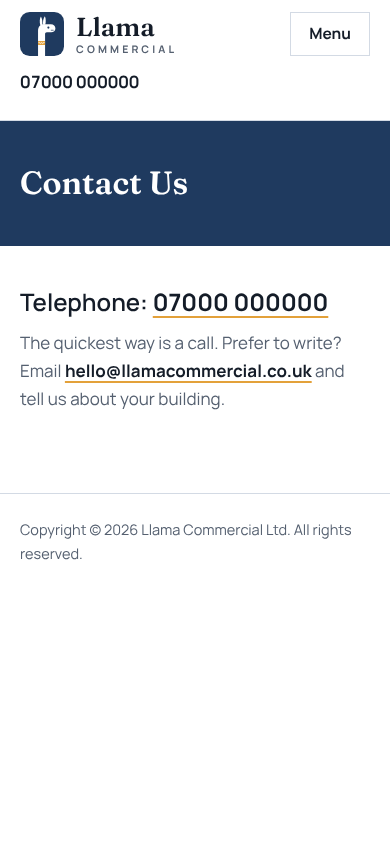 Llama
COMMERCIAL
Menu
07000 000000
Contact Us
Telephone: 07000 000000
The quickest way is a call. Prefer to write?
Email hello@llamacommercial.co.uk and
tell us about your building.
Copyright © 2026 Llama Commercial Ltd. All rights
reserved.